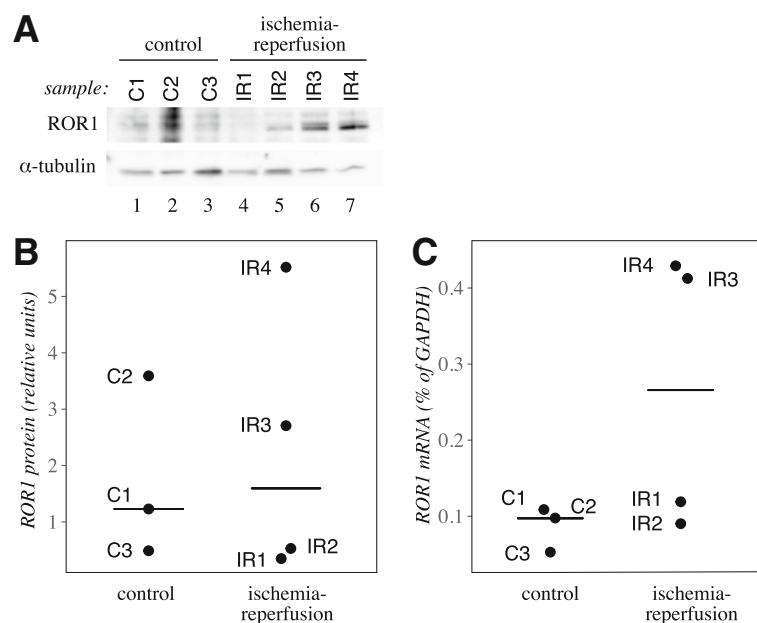 A
control
ischemia-
reperfusion
sample: C1 C2 C3 IR1 IR2 IR3 IR4
ROR1
α-tubulin
1 2 3 4 5 6 7
B
ROR1 protein (relative units)
5
4
3
2
1
IR4
C2
IR3
C1
C3
IR2
IR1
control
ischemia-
reperfusion
C
ROR1 mRNA (% of GAPDH)
0.4
0.3
0.2
0.1
IR4
IR3
C1
C2
IR1
IR2
C3
control
ischemia-
reperfusion